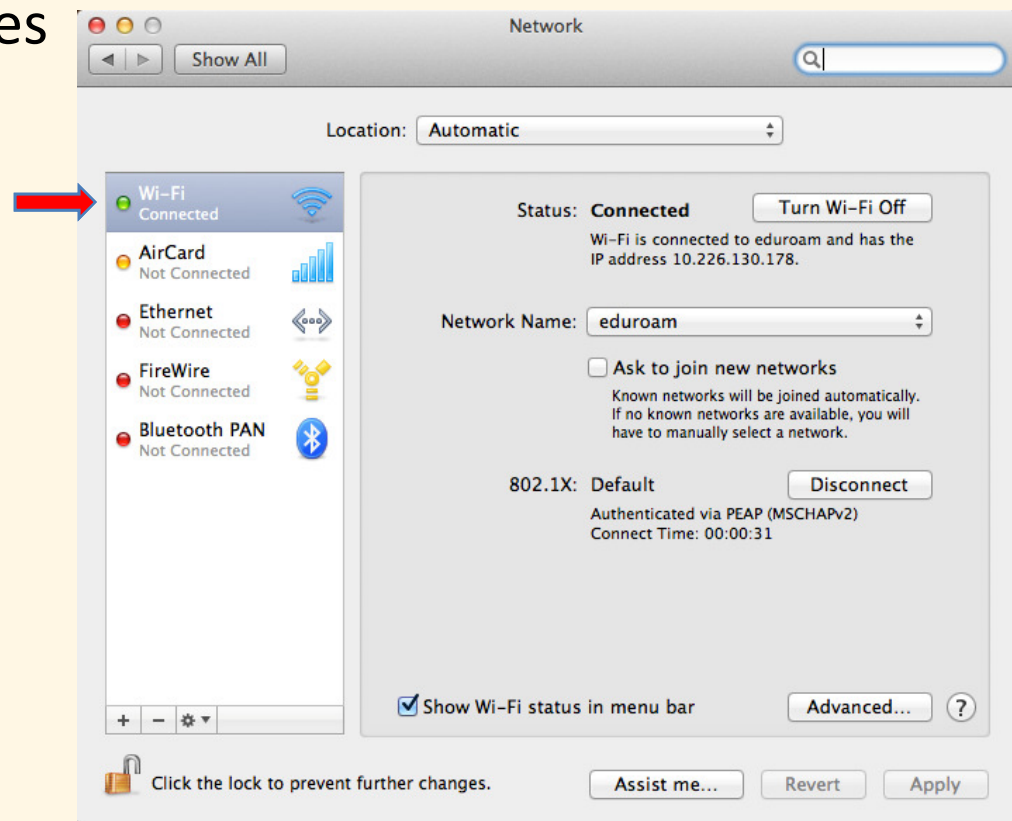 es
Network
Show All
Location: Automatic
Wi-Fi
Connected
AirCard
Not Connected
Ethernet
Not Connected
FireWire
Not Connected
Bluetooth PAN
Not Connected
Status: Connected Turn Wi-Fi Off
Wi-Fi is connected to eduroam and has the
IP address 10.226.130.178.
Network Name: eduroam
Ask to join new networks
Known networks will be joined automatically.
If no known networks are available, you will
have to manually select a network.
802.1X: Default Disconnect
Authenticated via PEAP (MSCHAPv2)
Connect Time: 00:00:31
Show Wi-Fi status in menu bar Advanced... ?
+ -
Click the lock to prevent further changes. Assist me... Revert Apply